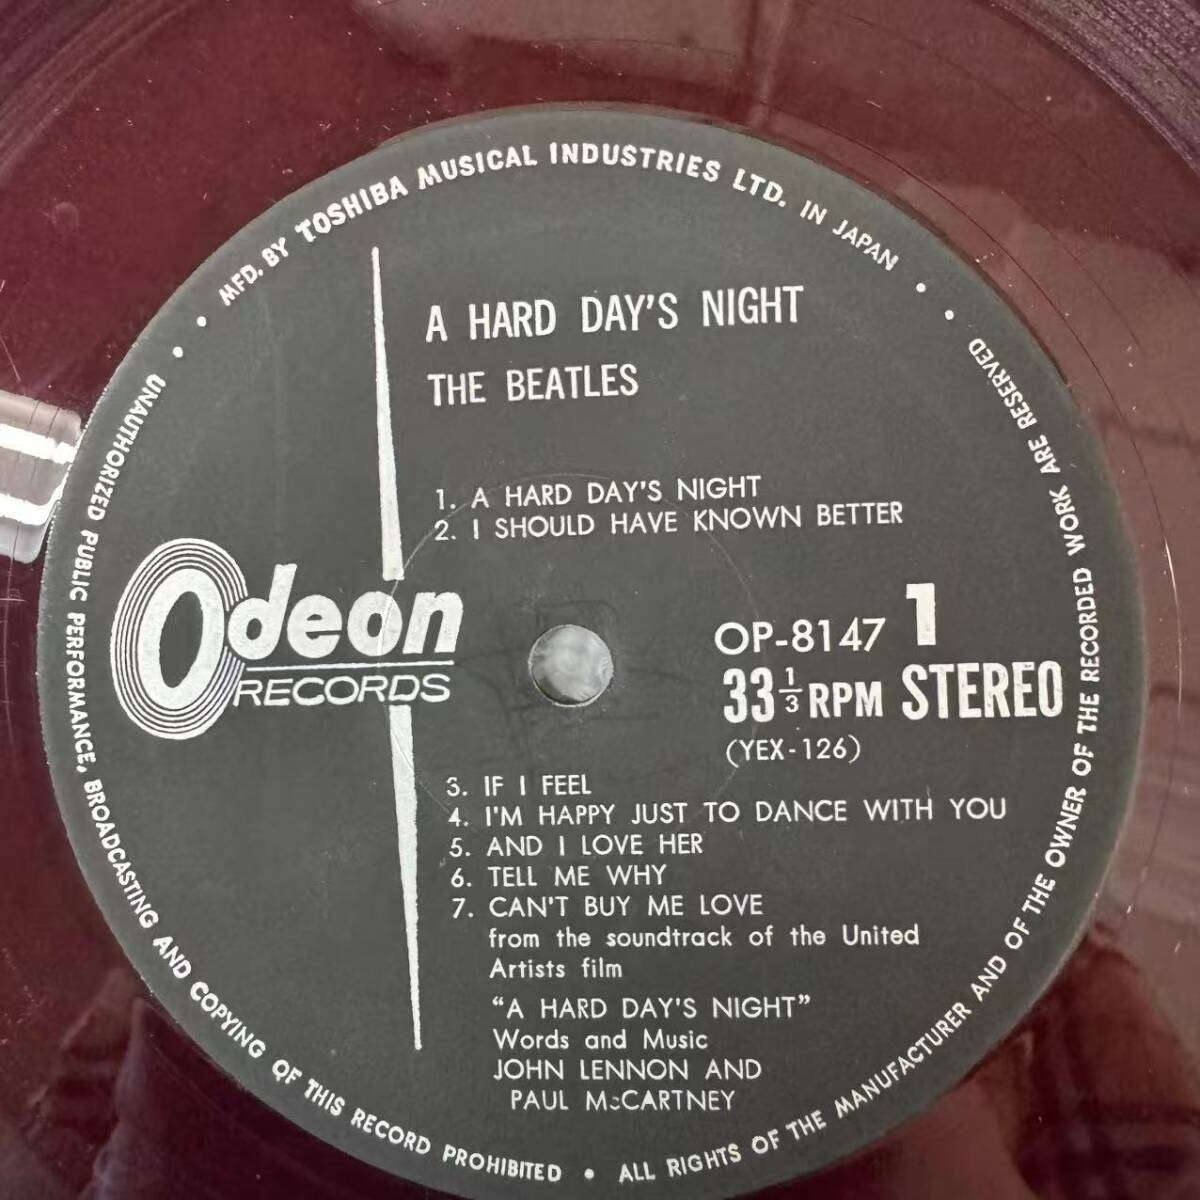 MFD. BY TOSHIBA MUSICAL INDUSTRIES LTD. IN JAPAN
A HARD DAY'S NIGHT
THE BEATLES
1. A HARD DAY'S NIGHT
2. I SHOULD HAVE KNOWN BETTER
Odeon
RECORDS
OP-8147 1
33 1/3 RPM STEREO
(YEX-126)
3. IF I FEEL
4. I'M HAPPY JUST TO DANCE WITH YOU
5. AND I LOVE HER
6. TELL ME WHY
7. CAN'T BUY ME LOVE
from the soundtrack of the United
Artists film
"A HARD DAY'S NIGHT"
Words and Music
JOHN LENNON AND
PAUL McCARTNEY
UNAUTHORIZED PUBLIC PERFORMANCE, BROADCASTING AND COPYING OF THIS RECORD PROHIBITED • ALL RIGHTS OF THE MANUFACTURER AND OF THE OWNER OF THE RECORDED WORK ARE RESERVED